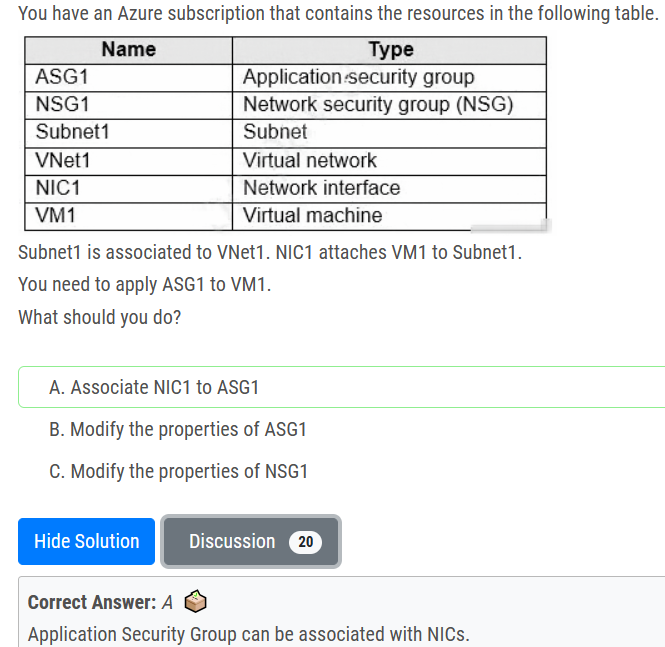 You have an Azure subscription that contains the resources in the following table.
Name Type
ASG1 Application security group
NSG1 Network security group (NSG)
Subnet1 Subnet
VNet1 Virtual network
NIC1 Network interface
VM1 Virtual machine
Subnet1 is associated to VNet1. NIC1 attaches VM1 to Subnet1.
You need to apply ASG1 to VM1.
What should you do?
A. Associate NIC1 to ASG1
B. Modify the properties of ASG1
C. Modify the properties of NSG1
Hide Solution Discussion 20
Correct Answer: A
Application Security Group can be associated with NICs.